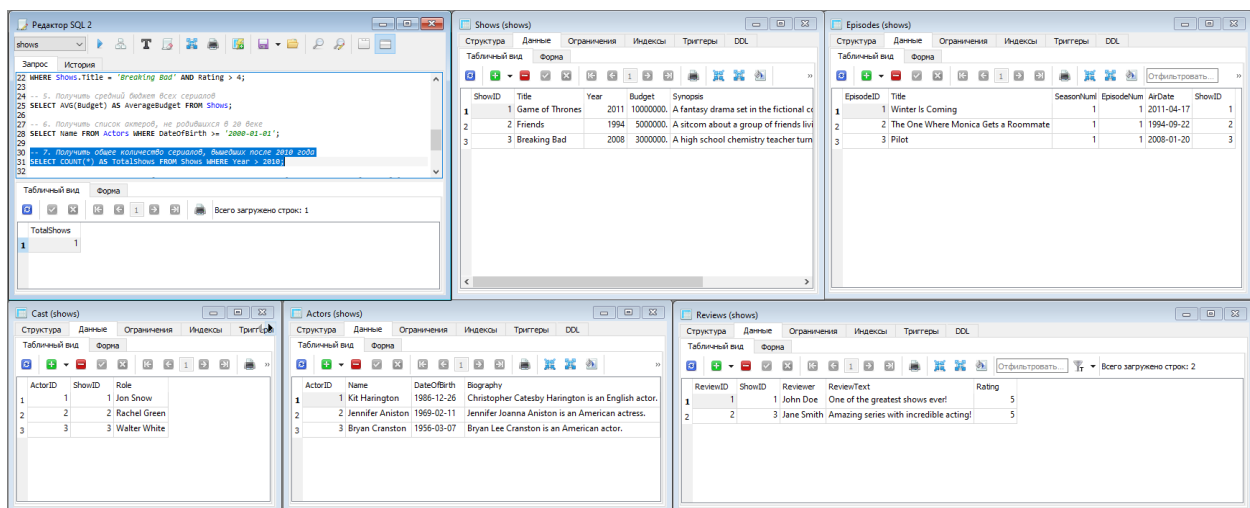 Редактор SQL 2
shows
Запрос История
22 WHERE Shows.Title = 'Breaking Bad' AND Rating > 4;
23
24 -- 5. Получить средний бюджет всех сериалов
25 SELECT AVG(Budget) AS AverageBudget FROM Shows;
26
27 -- 6. Получить список актеров, не родившихся в 20 веке
28 SELECT Name FROM Actors WHERE DateOfBirth >= '2000-01-01';
29
30 -- 7. Получить общее количество сериалов, вышедших после 2010 года
31 SELECT COUNT(*) AS TotalShows FROM Shows WHERE Year > 2010;
32
Табличный вид Форма
1 Всего загружено строк: 1
TotalShows
1 1
Shows (shows)
Структура Данные Ограничения Индексы Триггеры DDL
Табличный вид Форма
1 »
ShowID Title Year Budget Synopsis
1 1 Game of Thrones 2011 10000000. A fantasy drama set in the fictional co
2 2 Friends 1994 5000000. A sitcom about a group of friends livi
3 3 Breaking Bad 2008 3000000. A high school chemistry teacher turn
Episodes (shows)
Структура Данные Ограничения Индексы Триггеры DDL
Табличный вид Форма
1 Отфильтровать... »
EpisodeID Title SeasonNuml EpisodeNum AirDate ShowID
1 1 Winter Is Coming 1 1 2011-04-17 1
2 2 The One Where Monica Gets a Roommate 1 1 1994-09-22 2
3 3 Pilot 1 1 2008-01-20 3
Cast (shows)
Структура Данные Ограничения Индексы Триггеры
Табличный вид Форма
1 »
ActorID ShowID Role
1 1 1 Jon Snow
2 2 2 Rachel Green
3 3 3 Walter White
Actors (shows)
Структура Данные Ограничения Индексы Триггеры DDL
Табличный вид Форма
1 »
ActorID Name DateOfBirth Biography
1 1 Kit Harington 1986-12-26 Christopher Catesby Harington is an English actor.
2 2 Jennifer Aniston 1969-02-11 Jennifer Joanna Aniston is an American actress.
3 3 Bryan Cranston 1956-03-07 Bryan Lee Cranston is an American actor.
Reviews (shows)
Структура Данные Ограничения Индексы Триггеры DDL
Табличный вид Форма
1 Отфильтровать... Всего загружено строк: 2
ReviewID ShowID Reviewer ReviewText Rating
1 1 1 John Doe One of the greatest shows ever! 5
2 2 3 Jane Smith Amazing series with incredible acting! 5